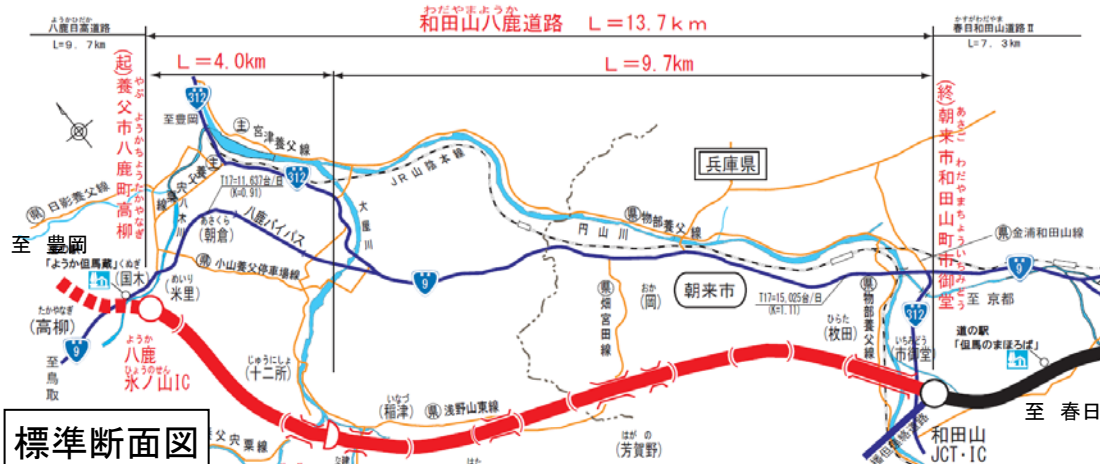 ようかひだか
八鹿日高道路
L=9.7km
わだやまようか
和田山八鹿道路 L=13.7km
かすがわだやま
春日和田山道路Ⅱ
L=7.3km
L=4.0km
L=9.7km
(起)養父市八鹿町高柳
やぶ ようかちょうたかやなぎ
(終)朝来市和田山町市御堂
あさご わだやまちょういちみどう
312
至豊岡
主 宮津養父線
312
JR山陰本線
兵庫県
県 日影養父線
八木川
T17=11,637台/日
(K=0.91)
あさくら
(朝倉)
八鹿バイパス
大屋川
県 物部養父線
円山川
県 金浦和田山線
至 豊岡
「ようか但馬蔵」
くぬぎ
(国木)
めいり
(米里)
県 小山養父停車場線
9
9
県 畑宮田線
おか
(岡)
朝来市
T17=15,025台/日
(K=1.11)
県 物部養父線
312
至 京都
たかやなぎ
(高柳)
9
至鳥取
ようか
八鹿
ひょうのせん
氷ノ山IC
じゅうにしょ
(十二所)
ひらた
(枚田)
いちみどう
(市御堂)
道の駅
「但馬のまほろば」
いなづ
(稲津)
県 浅野山東線
はがの
(芳賀野)
至 春日
和田山
JCT・IC
標準断面図
はた